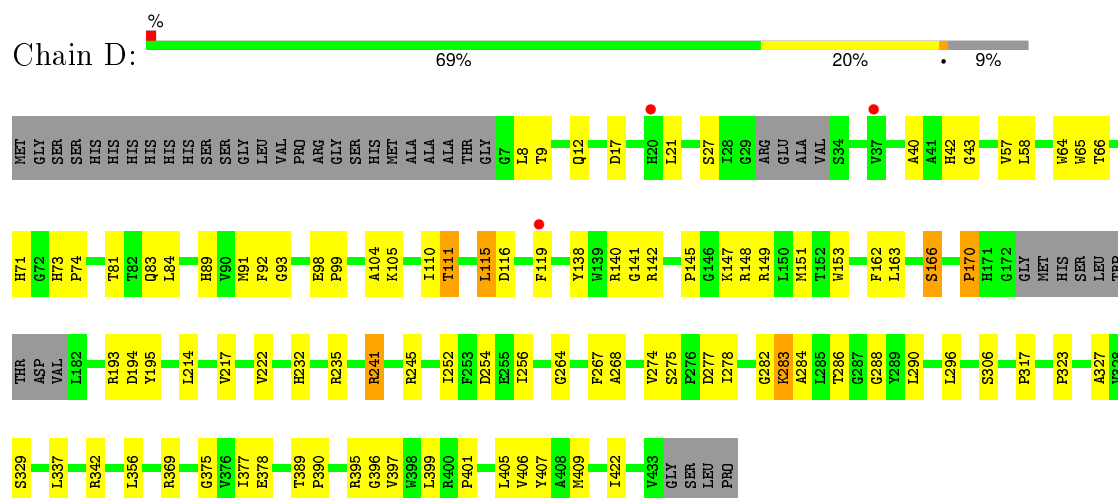 %
Chain D:
69% 20% • 9%
MET GLY SER SER HIS HIS HIS HIS HIS HIS SER SER GLY LEU VAL PRO ARG GLY SER HIS MET ALA ALA ALA THR GLY G7 L8 T9 Q12 D17 H20 L21 S27 I28 G29 ARG GLU ALA VAL S34 V37 A40 A41 H42 G43 V57 L58 W64 W65 T66
H71 G72 H73 P74 T81 T82 Q83 L84 H89 V90 M91 F92 G93 E98 P99 A104 K105 I110 T111 L115 D116 F119 Y138 W139 R140 G141 R142 P145 G146 K147 R148 R149 L150 M151 T152 W153 F162 L163 S166 P170 H171 G172 GLY MET HIS SER LEU TRP
THR ASP VAL L182 R193 D194 Y195 L214 V217 V222 H232 R235 R241 R245 I252 F253 D254 E255 I256 G264 F267 A268 V274 S275 P276 D277 I278 G282 K283 A284 L285 T286 G287 G288 Y289 L290 L296 S306 P317 P323 A327 V328
S329 L337 R342 L356 R369 G375 V376 I377 E378 T389 P390 R395 G396 V397 W398 L399 R400 P401 L405 V406 Y407 A408 M409 I422 V433 GLY SER LEU PRO